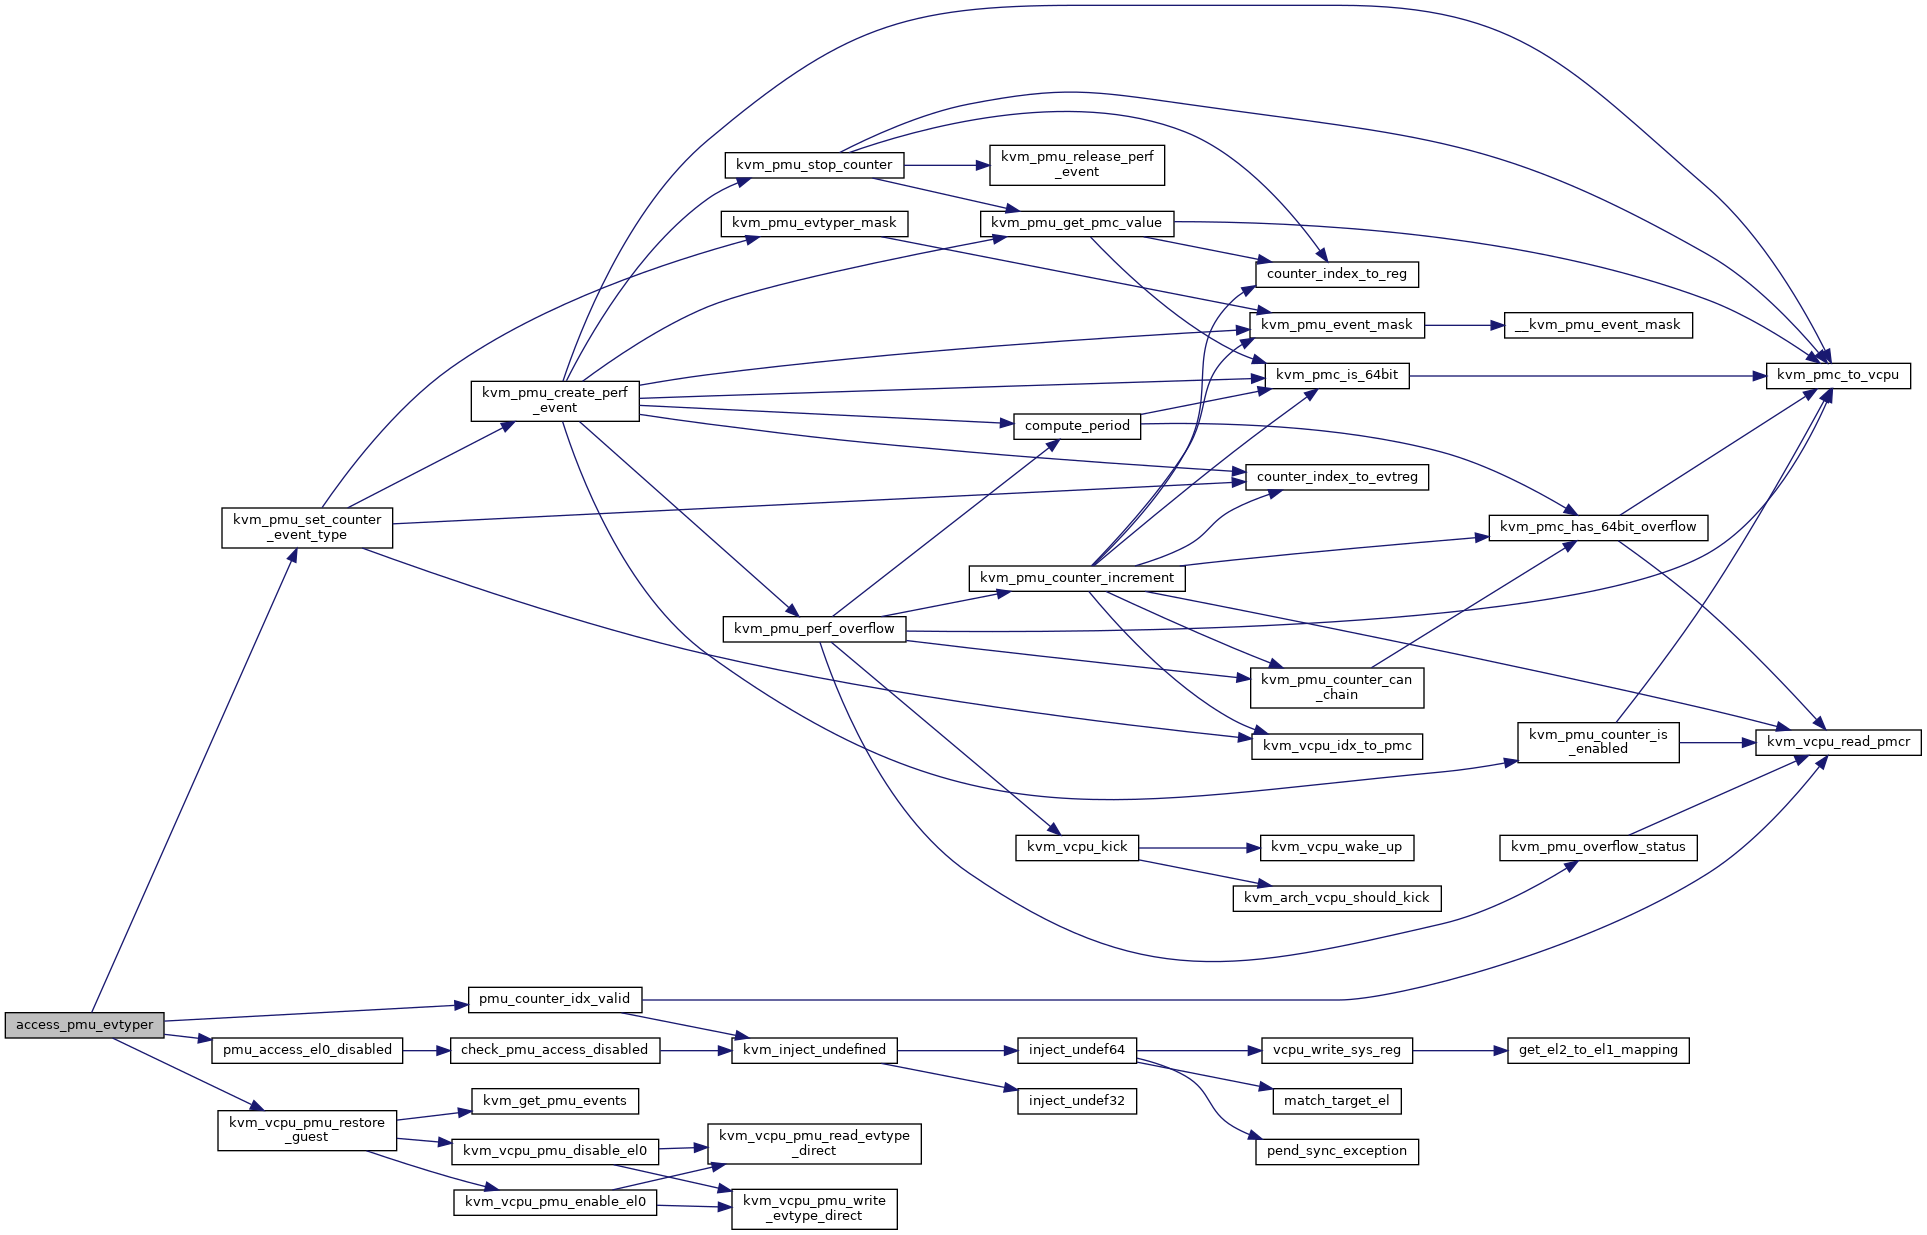 kvm_pmu_stop_counter
kvm_pmu_release_perf
_event
kvm_pmu_evtyper_mask
kvm_pmu_get_pmc_value
counter_index_to_reg
kvm_pmu_event_mask
__kvm_pmu_event_mask
kvm_pmu_create_perf
_event
kvm_pmc_is_64bit
kvm_pmc_to_vcpu
compute_period
counter_index_to_evtreg
kvm_pmu_set_counter
_event_type
kvm_pmc_has_64bit_overflow
kvm_pmu_counter_increment
kvm_pmu_perf_overflow
kvm_pmu_counter_can
_chain
kvm_vcpu_idx_to_pmc
kvm_pmu_counter_is
_enabled
kvm_vcpu_read_pmcr
kvm_vcpu_kick
kvm_vcpu_wake_up
kvm_pmu_overflow_status
kvm_arch_vcpu_should_kick
pmu_counter_idx_valid
access_pmu_evtyper
pmu_access_el0_disabled
check_pmu_access_disabled
kvm_inject_undefined
inject_undef64
vcpu_write_sys_reg
get_el2_to_el1_mapping
kvm_get_pmu_events
inject_undef32
match_target_el
kvm_vcpu_pmu_restore
_guest
kvm_vcpu_pmu_disable_el0
kvm_vcpu_pmu_read_evtype
_direct
pend_sync_exception
kvm_vcpu_pmu_enable_el0
kvm_vcpu_pmu_write
_evtype_direct